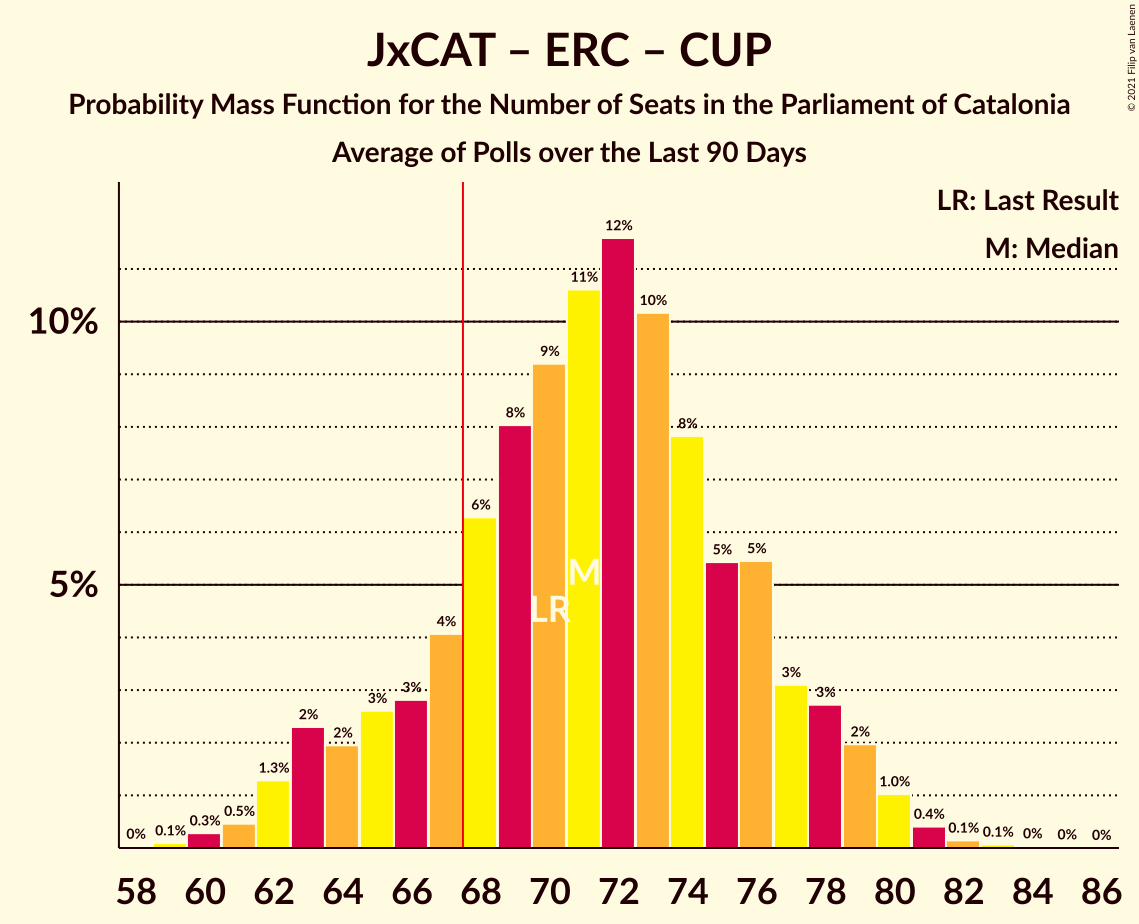 JxCAT – ERC – CUP
Probability Mass Function for the Number of Seats in the Parliament of Catalonia
Average of Polls over the Last 90 Days
© 2021 Filip van Laenen
LR: Last Result
M: Median
10%
5%
0% 0.1% 0.3% 0.5% 1.3% 2% 2% 3% 3% 4% 6% 8% 9% 11% 12% 10% 8% 5% 5% 3% 3% 2% 1.0% 0.4% 0.1% 0.1% 0% 0% 0%
M
LR
58 60 62 64 66 68 70 72 74 76 78 80 82 84 86